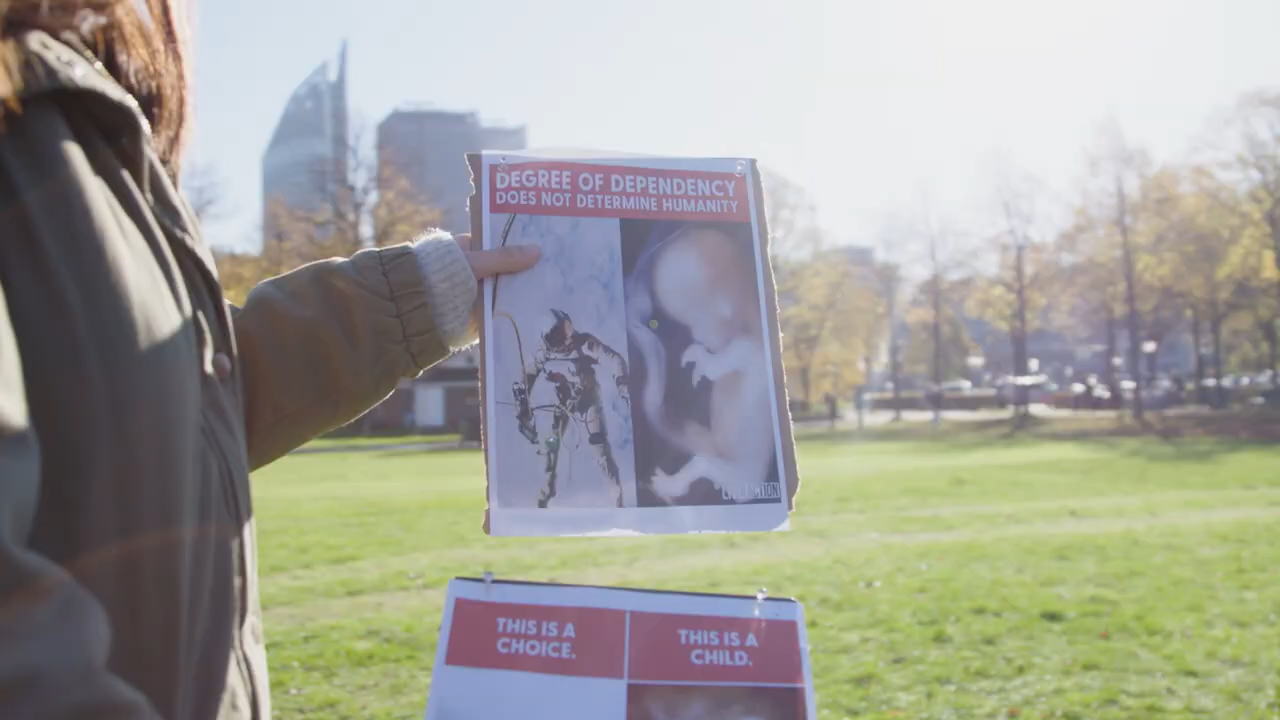 DEGREE OF DEPENDENCY
DOES NOT DETERMINE HUMANITY
THIS IS A
CHOICE.
THIS IS A
CHILD.